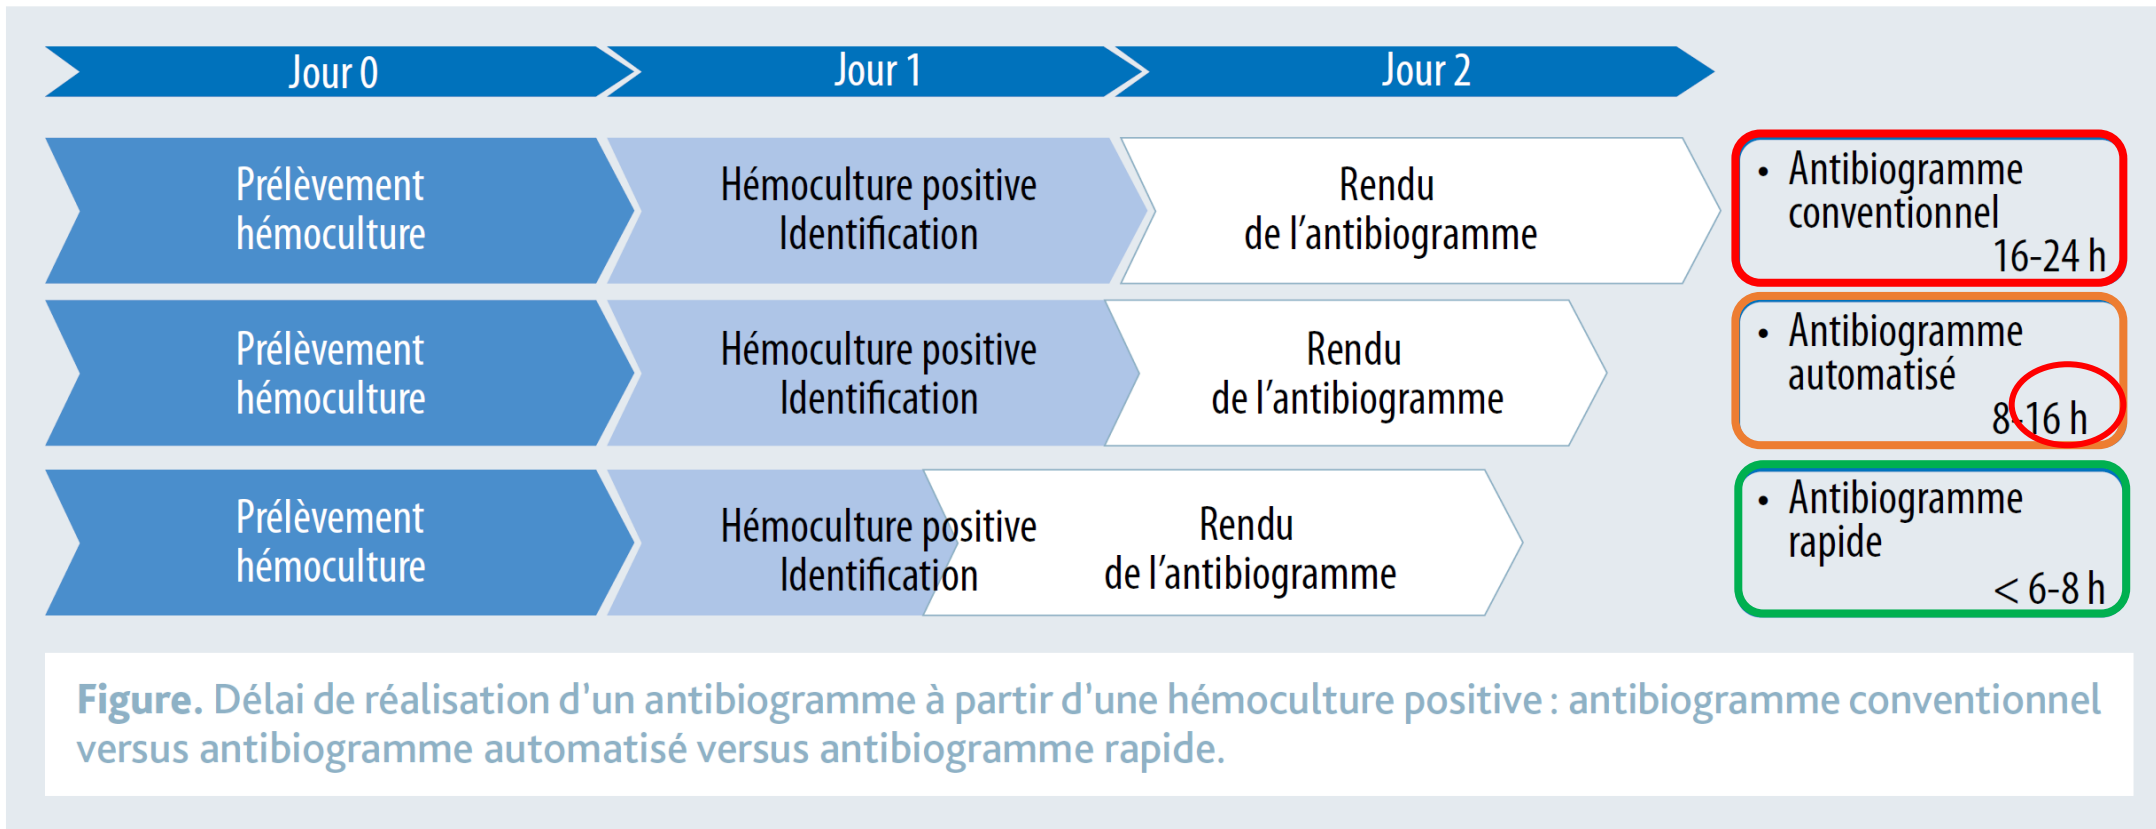 Jour 0
Jour 1
Jour 2
Prélèvement
hémoculture
Hémoculture positive
Identification
Rendu
de l'antibiogramme
• Antibiogramme
conventionnel
16-24 h
Prélèvement
hémoculture
Hémoculture positive
Identification
Rendu
de l'antibiogramme
• Antibiogramme
automatisé
8-16 h
Prélèvement
hémoculture
Hémoculture positive
Identification
Rendu
de l'antibiogramme
• Antibiogramme
rapide
< 6-8 h
Figure. Délai de réalisation d'un antibiogramme à partir d'une hémoculture positive : antibiogramme conventionnel
versus antibiogramme automatisé versus antibiogramme rapide.